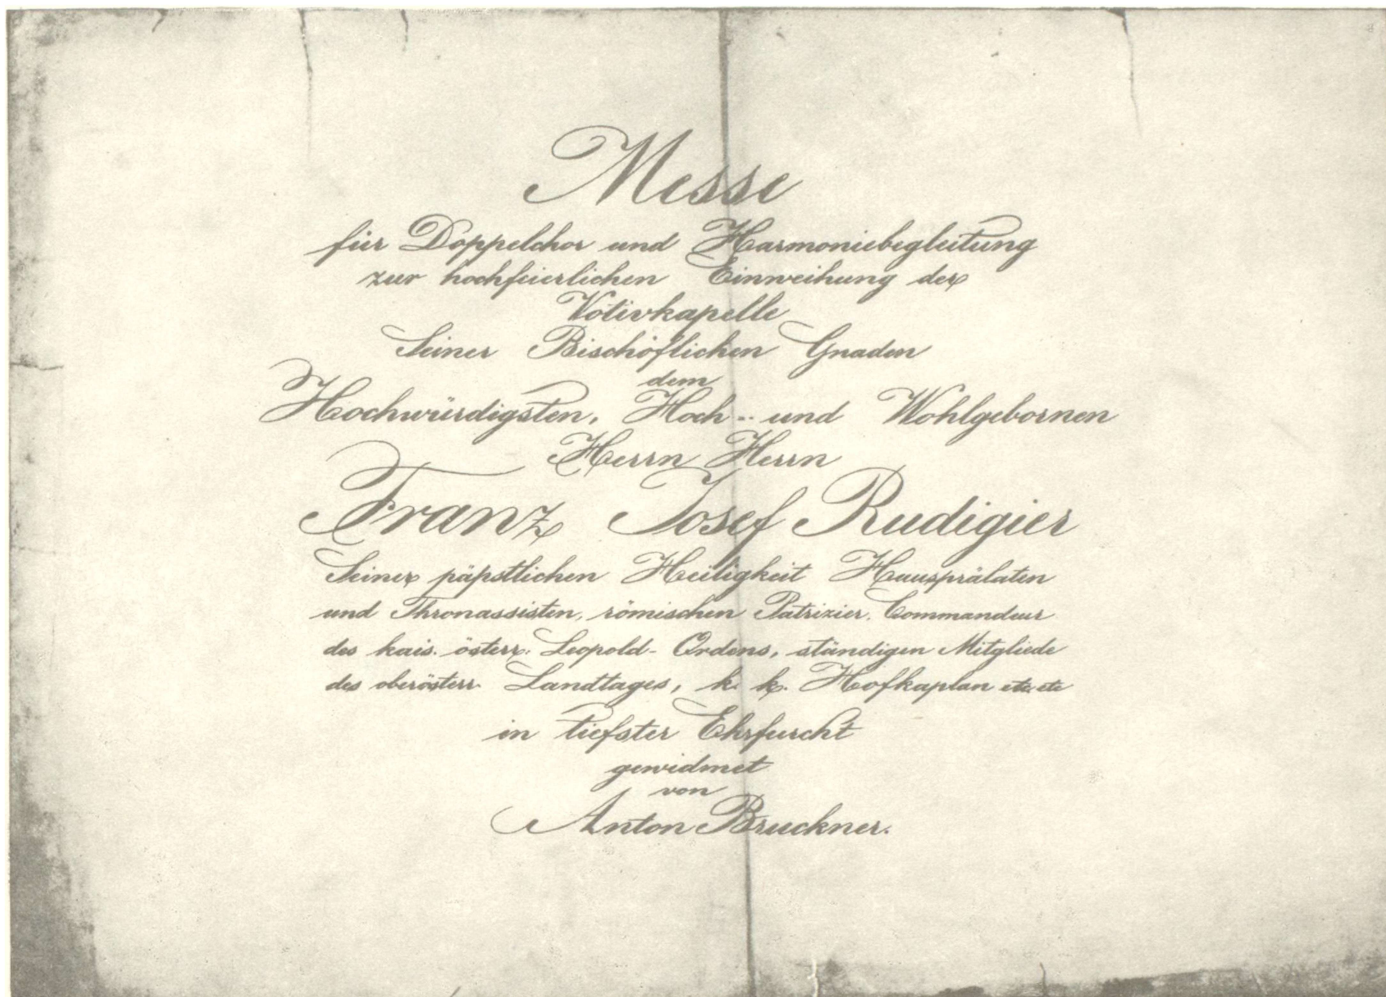 Messe
für Doppelchor und Harmoniebegleitung
zur hochfeierlichen Einweihung der
Votivkapelle
Seiner Bischöflichen Gnaden
dem
Hochwürdigsten, Hoch- und Wohlgebornen
Herrn Herrn
Franz Josef Rudigier
Seiner päpstlichen Heiligkeit Hausprälaten
und Thronassisten, römischen Patrizier, Commandeur
des kais. österr. Leopold-Ordens, ständigen Mitgliede
des oberösterr. Landtages, k. k. Hofkaplan etc. etc
in tiefster Ehrfurcht
gewidmet
von
Anton Bruckner.